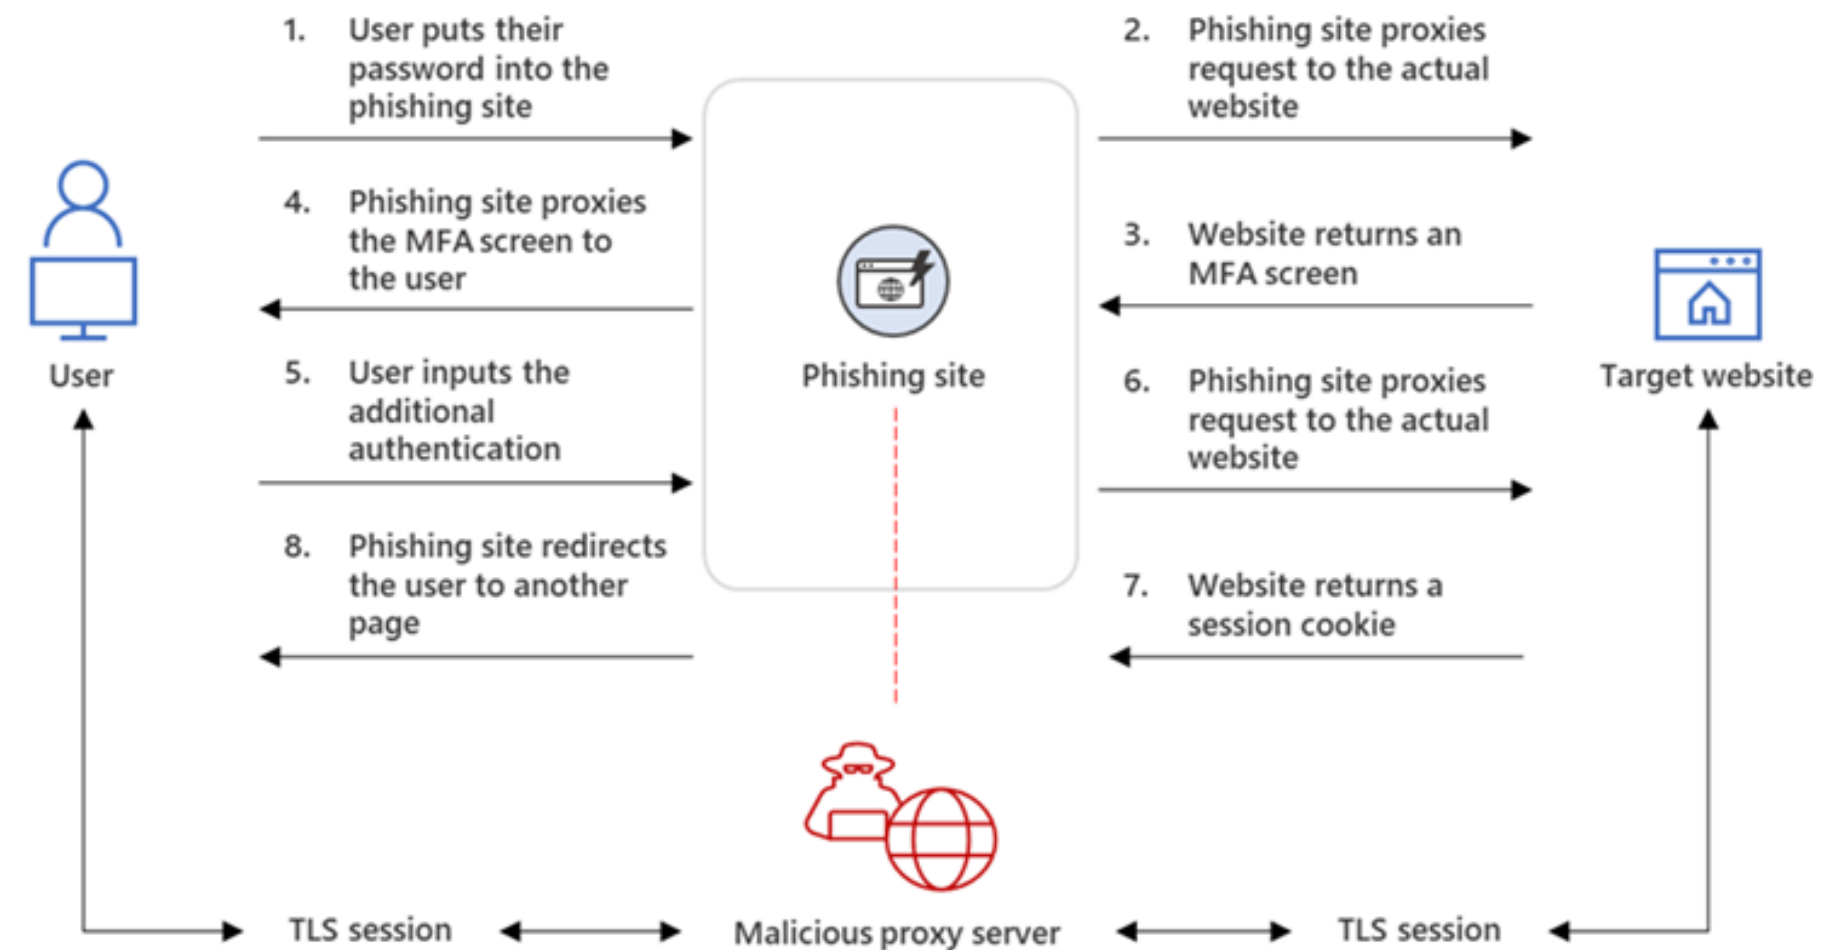 1. User puts their
password into the
phishing site
2. Phishing site proxies
request to the actual
website
4. Phishing site proxies
the MFA screen to
the user
3. Website returns an
MFA screen
User
Phishing site
Target website
5. User inputs the
additional
authentication
6. Phishing site proxies
request to the actual
website
8. Phishing site redirects
the user to another
page
7. Website returns a
session cookie
TLS session
Malicious proxy server
TLS session